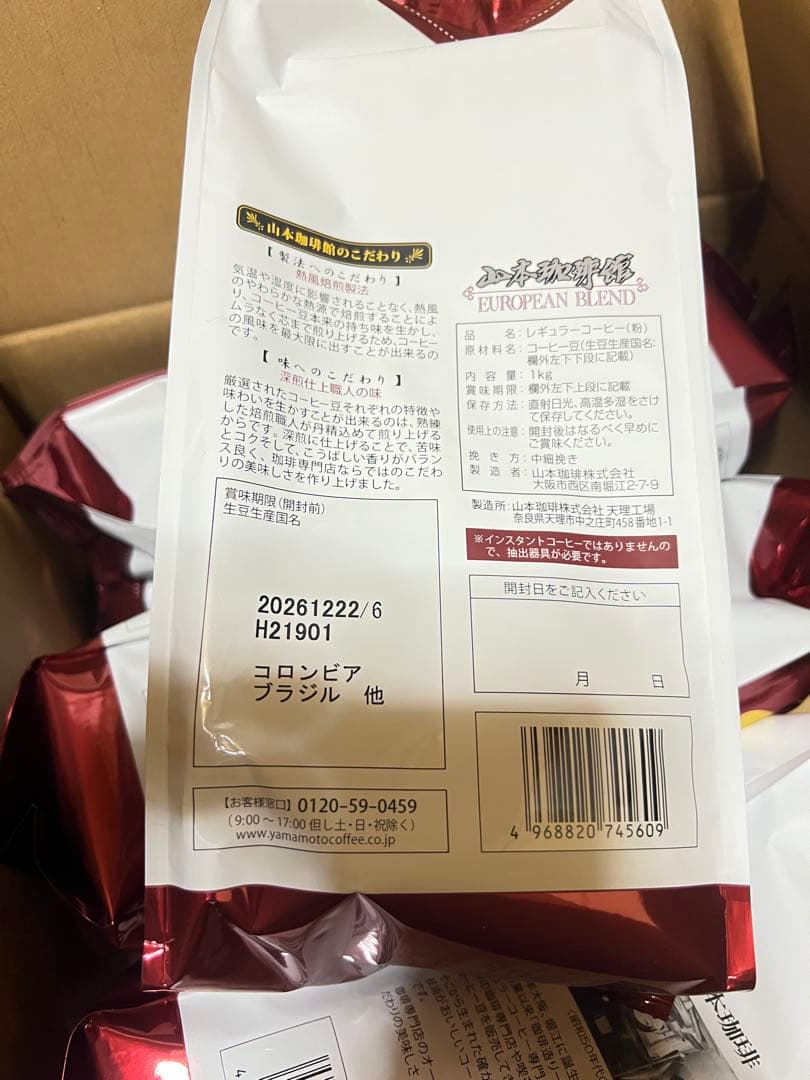 山本珈琲館のこだわり
【 製法へのこだわり 】
熱風焙煎製法
気温や湿度に影響されることなく、熱風
のやわらかな熱源で焙煎することによ
り、コーヒー豆本来の持ち味を生かし、
ムラなく芯まで煎り上げるため、コーヒー
の風味を最大限に出すことが出来るの
です。
【 味へのこだわり 】
深煎仕上職人の味
厳選されたコーヒー豆それぞれの特徴や
味わいを生かすことが出来るのは、熟練
した焙煎職人が丹精込めて煎り上げる
からです。深煎に仕上げることで、苦味
とコクそして、こうばしい香りがバラン
ス良く、珈琲専門店ならではのこだわ
りの美味しさを作り上げました。
賞味期限(開封前)
生豆生産国名
20261222/6
H21901
コロンビア
ブラジル 他
【お客様窓口】0120-59-0459
(9:00〜17:00 但し土・日・祝除く)
www.yamamotocoffee.co.jp
山本珈琲館
EUROPEAN BLEND
品 名:レギュラーコーヒー(粉)
原材料名:コーヒー豆(生豆生産国名:
欄外左下下段に記載)
内容量:1kg
賞味期限:欄外左下上段に記載
保存方法:直射日光、高温多湿をさけ
て保存してください。
使用上の注意:開封後はなるべく早めに
ご賞味ください。
挽き方:中細挽き
製造者:山本珈琲株式会社
大阪市西区南堀江2-7-9
製造所:山本珈琲株式会社 天理工場
奈良県天理市中之庄町458番地1-1
※インスタントコーヒーではありませんの
で、抽出器具が必要です。
開封日をご記入ください
月 日
4 968820 745609
本珈琲